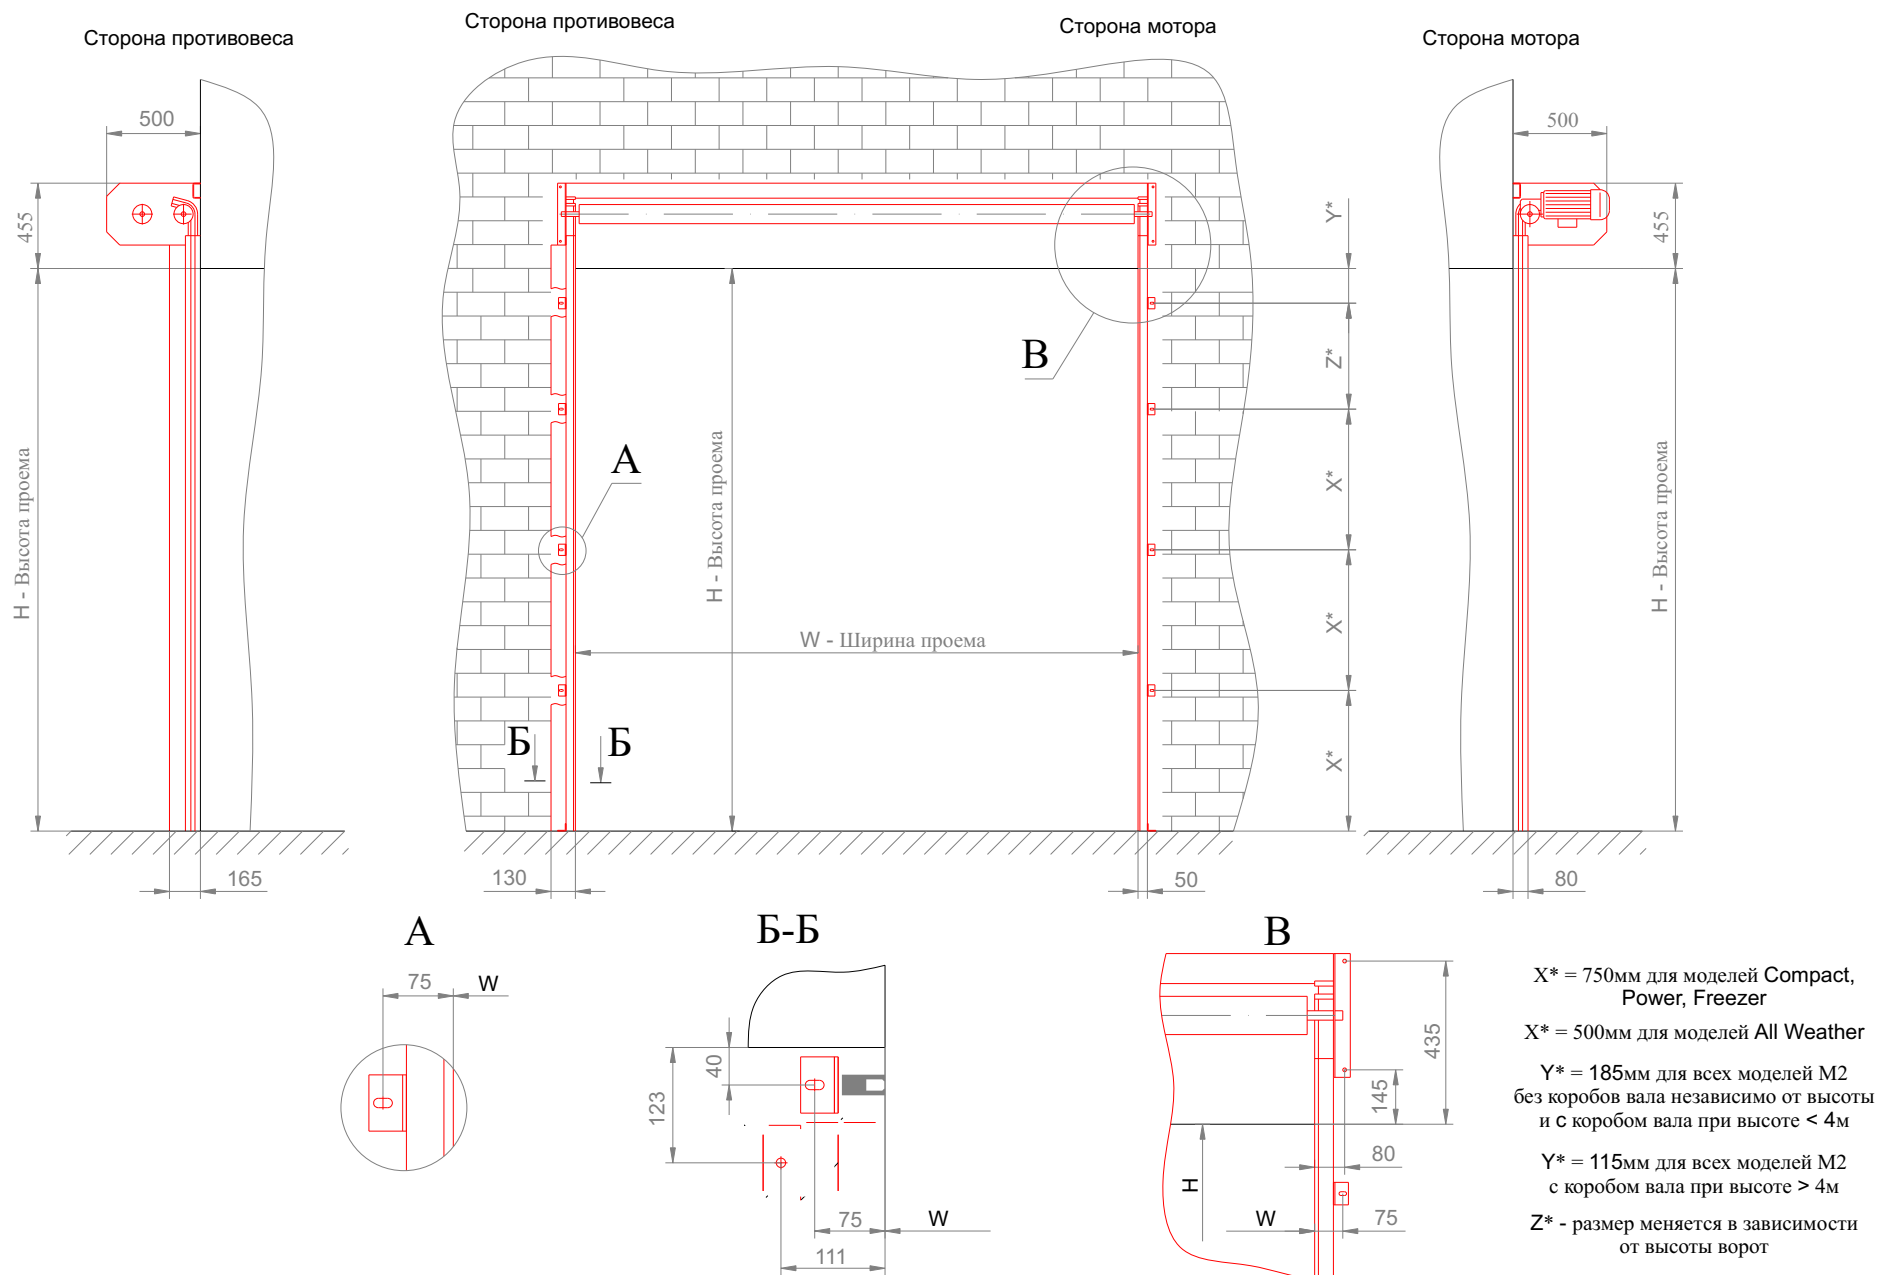 Сторона противовеса
Сторона противовеса
Сторона мотора
Сторона мотора
500
455
H - Высота проема
165
А
Б
Б
H - Высота проема
W - Ширина проема
В
130
50
Y*
Z*
X*
X*
X*
500
455
H - Высота проема
80
А
75
W
Б-Б
40
123
75
W
111
В
435
145
80
H
W
75
X* = 750мм для моделей Compact,
Power, Freezer
X* = 500мм для моделей All Weather
Y* = 185мм для всех моделей М2
без коробов вала независимо от высоты
и с коробом вала при высоте < 4м
Y* = 115мм для всех моделей М2
с коробом вала при высоте > 4м
Z* - размер меняется в зависимости
от высоты ворот